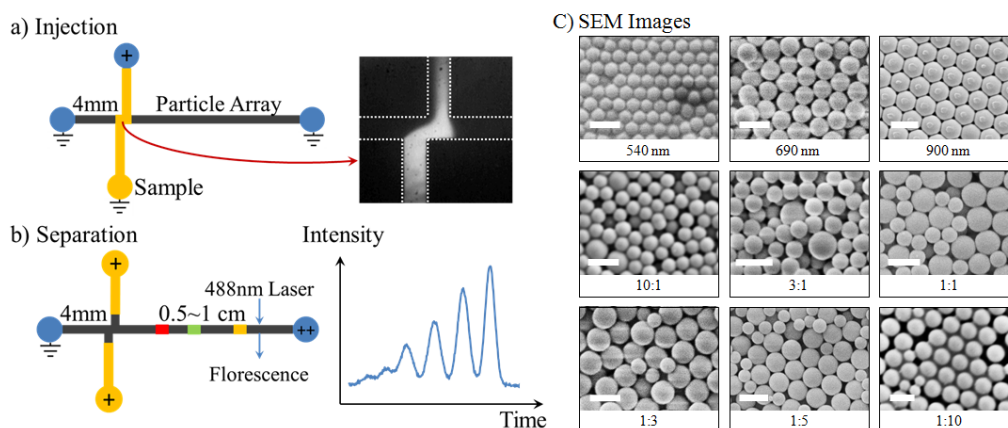 a) Injection
+
4mm
Particle Array
Sample
b) Separation
+
4mm
0.5~1 cm
488nm Laser
++
Florescence
+
Intensity
Time
C) SEM Images
540 nm
690 nm
900 nm
10:1
3:1
1:1
1:3
1:5
1:10